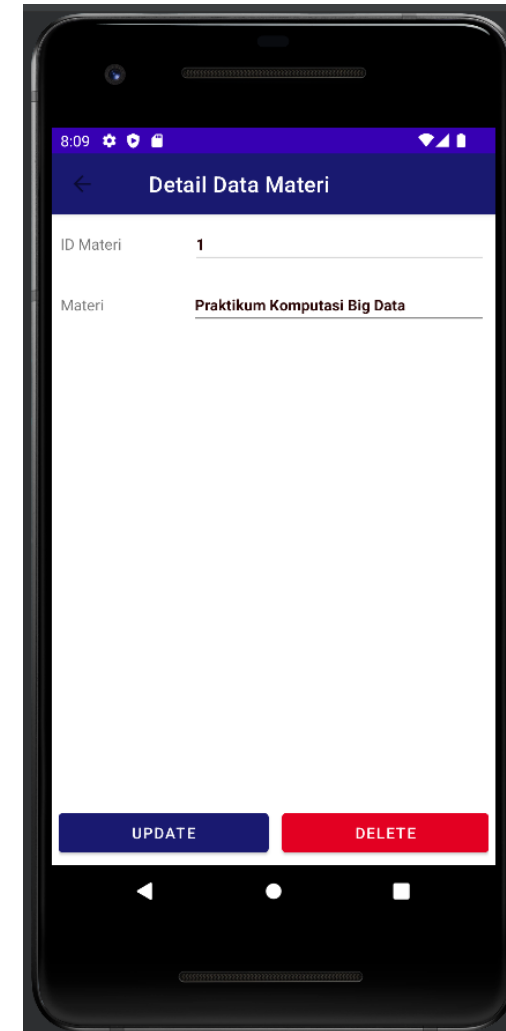 8:09
Detail Data Materi
ID Materi 1
Materi Praktikum Komputasi Big Data
UPDATE DELETE